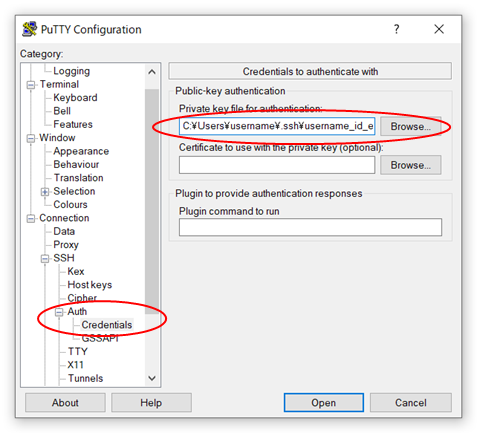 PuTTY Configuration
?
Category:
Logging
Terminal
Keyboard
Bell
Features
Window
Appearance
Behaviour
Translation
Selection
Colours
Connection
Data
Proxy
SSH
Kex
Host keys
Cipher
Auth
Credentials
GSSAPI
TTY
X11
Tunnels
Credentials to authenticate with
Public-key authentication
Private key file for authentication:
C:¥Users¥username¥.ssh¥username_id_e
Browse...
Certificate to use with the private key (optional):
Browse...
Plugin to provide authentication responses
Plugin command to run
About
Help
Open
Cancel